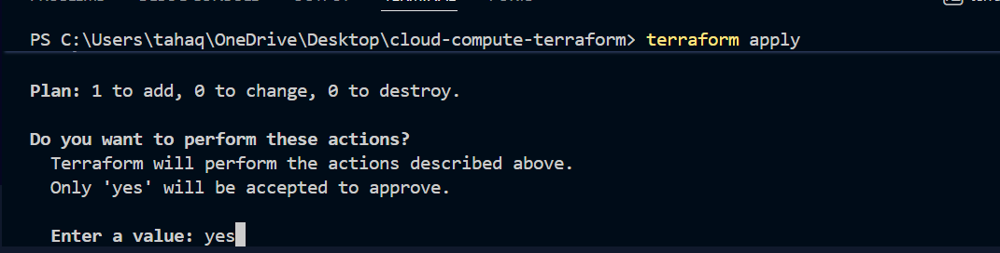 TERMINAL
PS C:\Users\tahaq\OneDrive\Desktop\cloud-compute-terraform> terraform apply
Plan: 1 to add, 0 to change, 0 to destroy.
Do you want to perform these actions?
Terraform will perform the actions described above.
Only 'yes' will be accepted to approve.
Enter a value: yes